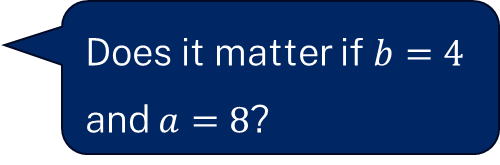 Does it matter if b = 4
and a = 8?